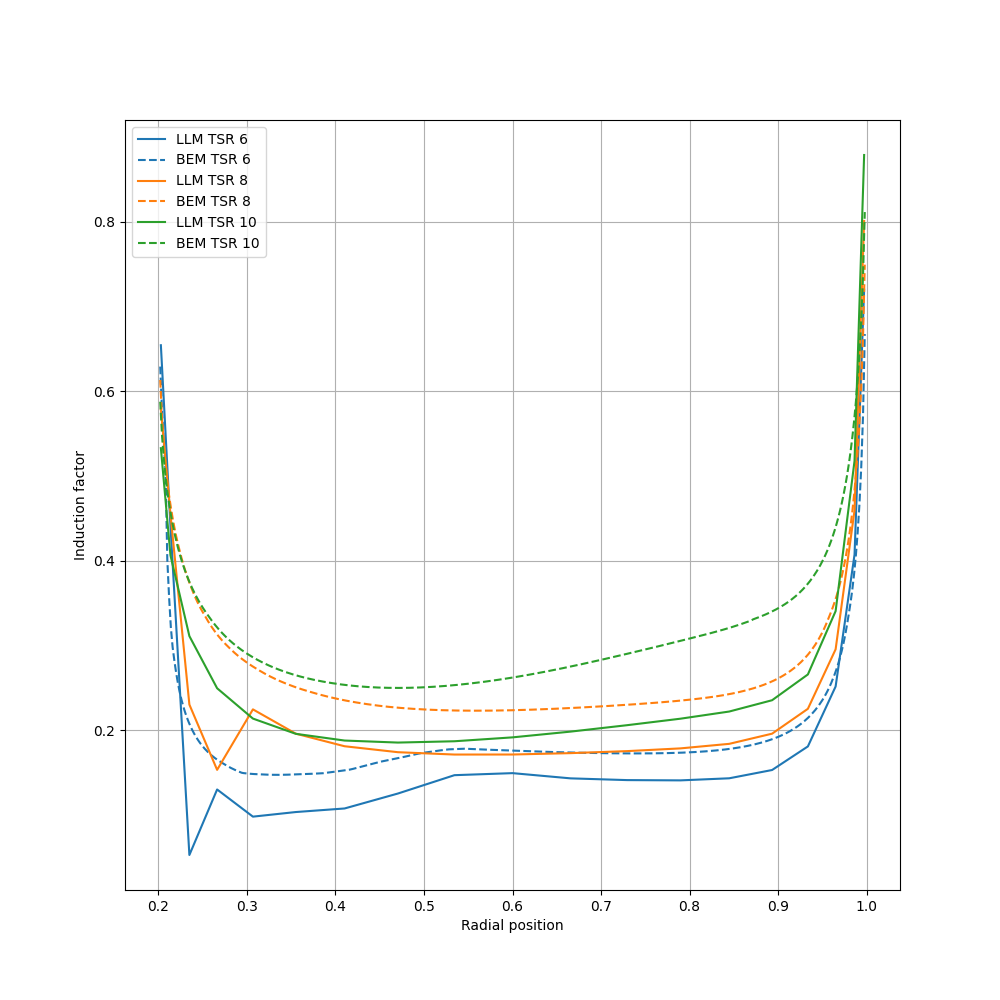 LLM TSR 6
BEM TSR 6
LLM TSR 8
BEM TSR 8
LLM TSR 10
BEM TSR 10
0.8
0.6
0.4
0.2
Induction factor
0.2 0.3 0.4 0.5 0.6 0.7 0.8 0.9 1.0
Radial position